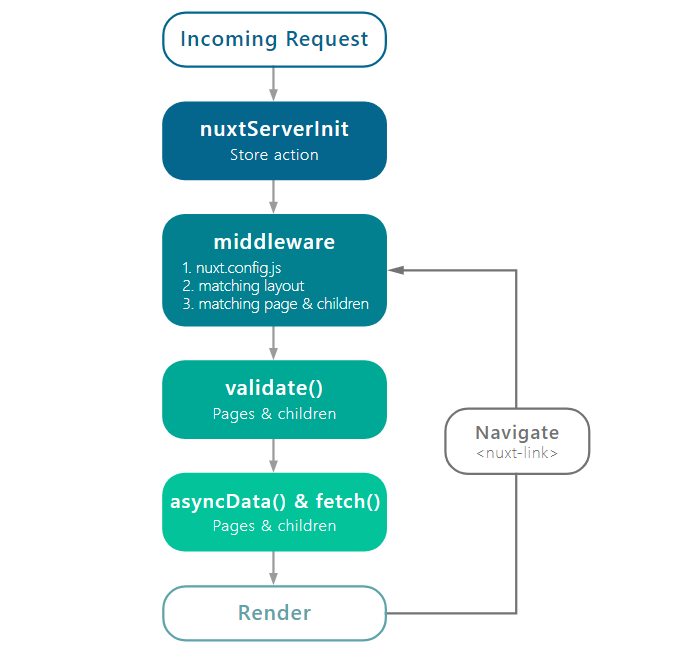 Incoming Request
nuxtServerInit
Store action
middleware
1. nuxt.config.js
2. matching layout
3. matching page & children
validate()
Pages & children
Navigate
<nuxt-link>
asyncData() & fetch()
Pages & children
Render